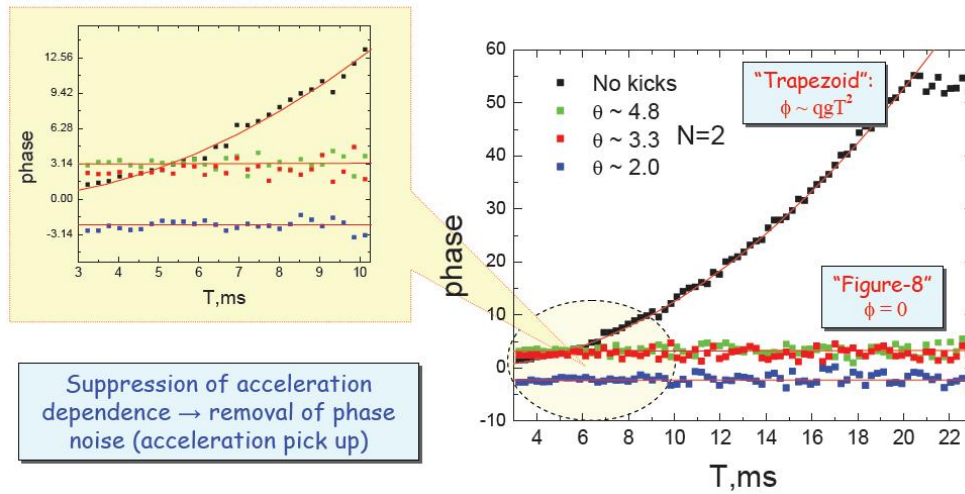 12.56
9.42
6.28
3.14
0.00
-3.14
phase
3 4 5 6 7 8 9 10
T,ms
Suppression of acceleration
dependence → removal of phase
noise (acceleration pick up)
60
50
40
30
20
10
0
-10
phase
No kicks
θ ~ 4.8
θ ~ 3.3
θ ~ 2.0
N=2
"Trapezoid":
ϕ ~ qgT²
"Figure-8"
ϕ = 0
4 6 8 10 12 14 16 18 20 22
T,ms